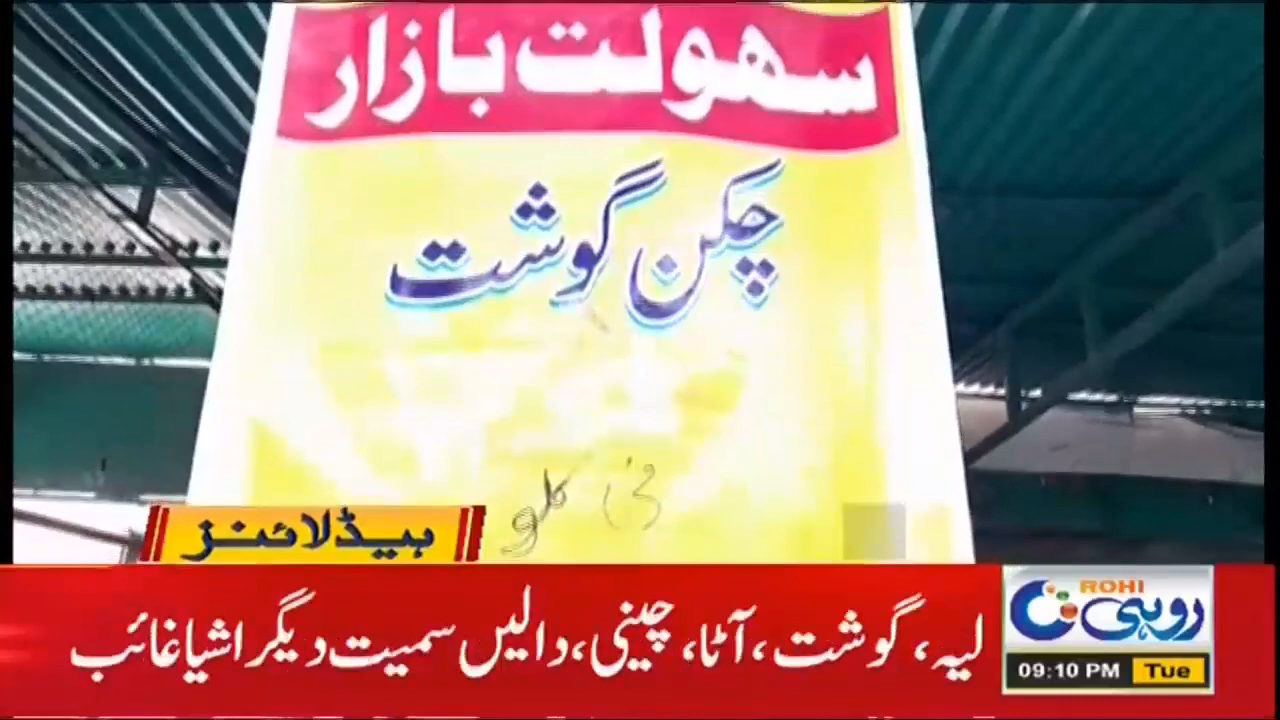 سہولت بازار
چکن گوشت
فی کلو
ہیڈلائنز
لیہ، گوشت، آٹا، چینی، دالیں سمیت دیگر اشیا غائب
ROHI
روہی
09:10 PM Tue